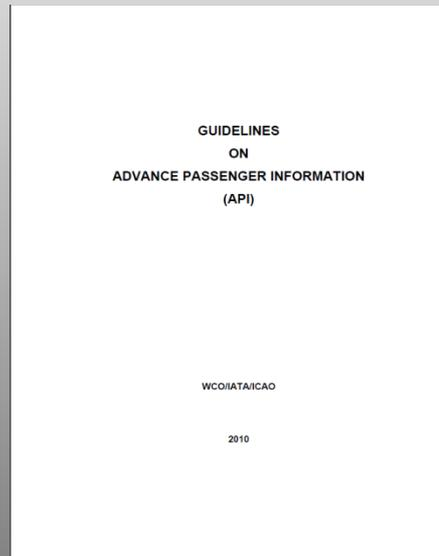 GUIDELINES
ON
ADVANCE PASSENGER INFORMATION
(API)
WCO/IATA/ICAO
2010